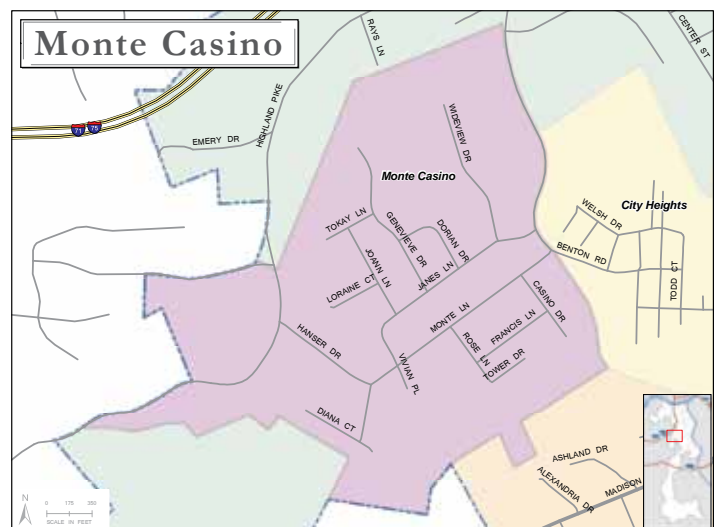 Monte Casino
RAYS LN
CENTER ST
HIGHLAND PIKE
71
75
EMERY DR
WIDEVIEW DR
Monte Casino
City Heights
WELSH DR
TOKAY LN
GENEVIEVE DR
DORIAN DR
BENTON RD
JOANN LN
JANES LN
TODD CT
LORAINE CT
CASINO DR
MONTE LN
FRANCIS LN
HANSER DR
ROSE LN
VIVIAN PL
TOWER DR
DIANA CT
ASHLAND DR
ALEXANDRIA DR
MADISON
N
0 175 350
SCALE IN FEET